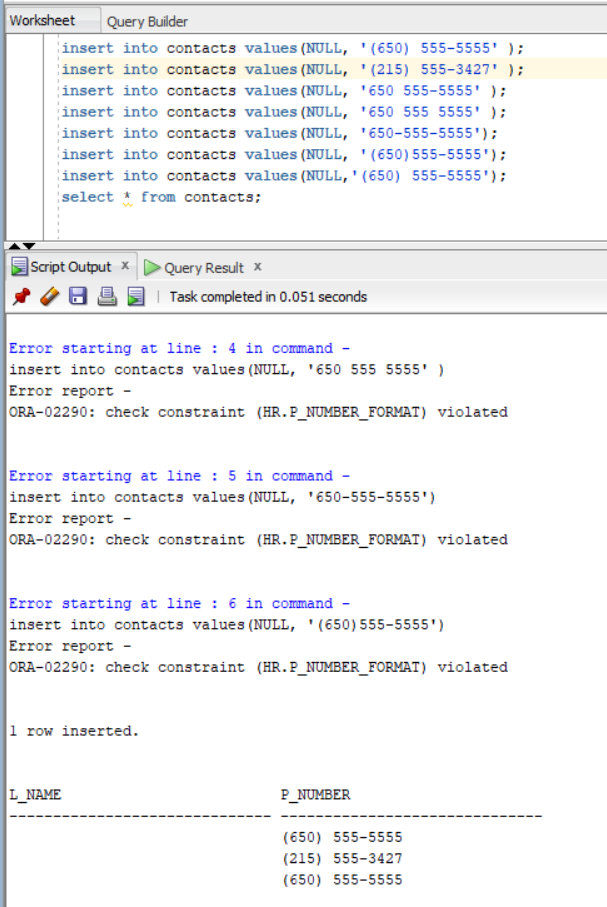 Worksheet Query Builder
insert into contacts values(NULL, '(650) 555-5555' );
insert into contacts values(NULL, '(215) 555-3427' );
insert into contacts values(NULL, '650 555-5555' );
insert into contacts values(NULL, '650 555 5555' );
insert into contacts values(NULL, '650-555-5555');
insert into contacts values(NULL, '(650)555-5555');
insert into contacts values(NULL,'(650) 555-5555');
select * from contacts;
Script Output x Query Result x
Task completed in 0.051 seconds
Error starting at line : 4 in command -
insert into contacts values(NULL, '650 555 5555' )
Error report -
ORA-02290: check constraint (HR.P_NUMBER_FORMAT) violated
Error starting at line : 5 in command -
insert into contacts values(NULL, '650-555-5555')
Error report -
ORA-02290: check constraint (HR.P_NUMBER_FORMAT) violated
Error starting at line : 6 in command -
insert into contacts values(NULL, '(650)555-5555')
Error report -
ORA-02290: check constraint (HR.P_NUMBER_FORMAT) violated
1 row inserted.
L_NAME P_NUMBER
------------------------------ ------------------------------
(650) 555-5555
(215) 555-3427
(650) 555-5555